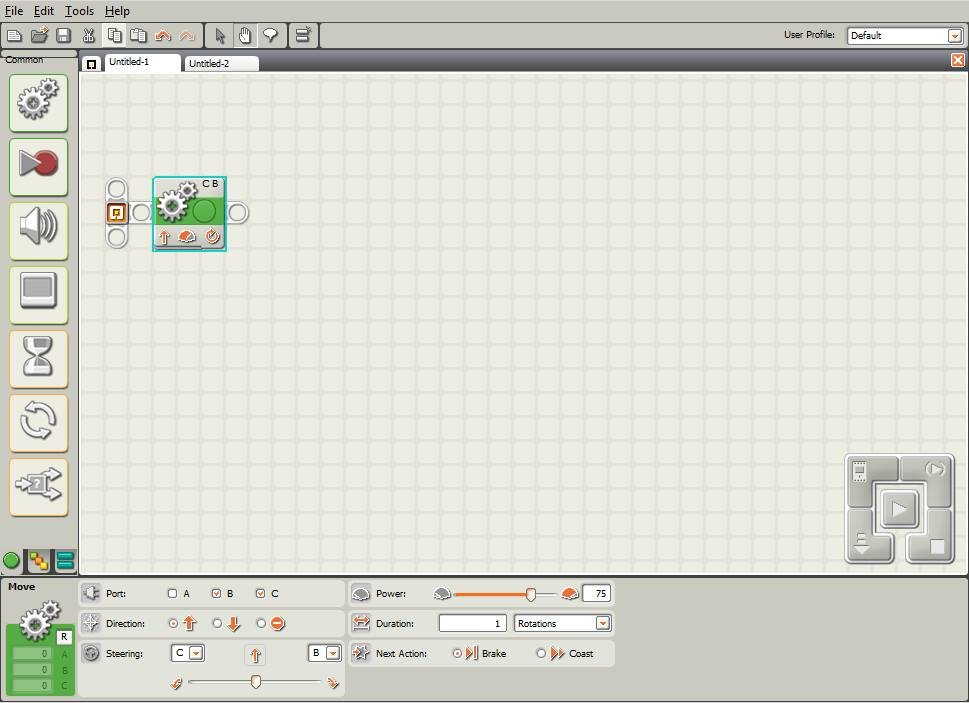 File Edit Tools Help
User Profile: Default
Common
Untitled-1 Untitled-2
C B
?
Move
R
0 A
0 B
0 C
Port: A B C
Direction:
Steering: C B
Power: 75
Duration: 1 Rotations
Next Action: Brake Coast